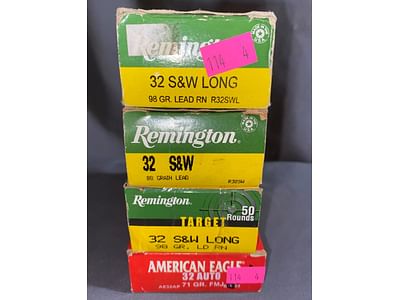 Remington
114 4
32 S&W LONG
98 GR. LEAD RN R32SWL
Remington
32 S&W
GRAIN LEAD
R32SW
Remington
50
Rounds
TARGET
32 S&W LONG
98 GR. LD RN
AMERICAN EAGLE
32 AUTO
114 4
AE32AP 71 GR. FMJ